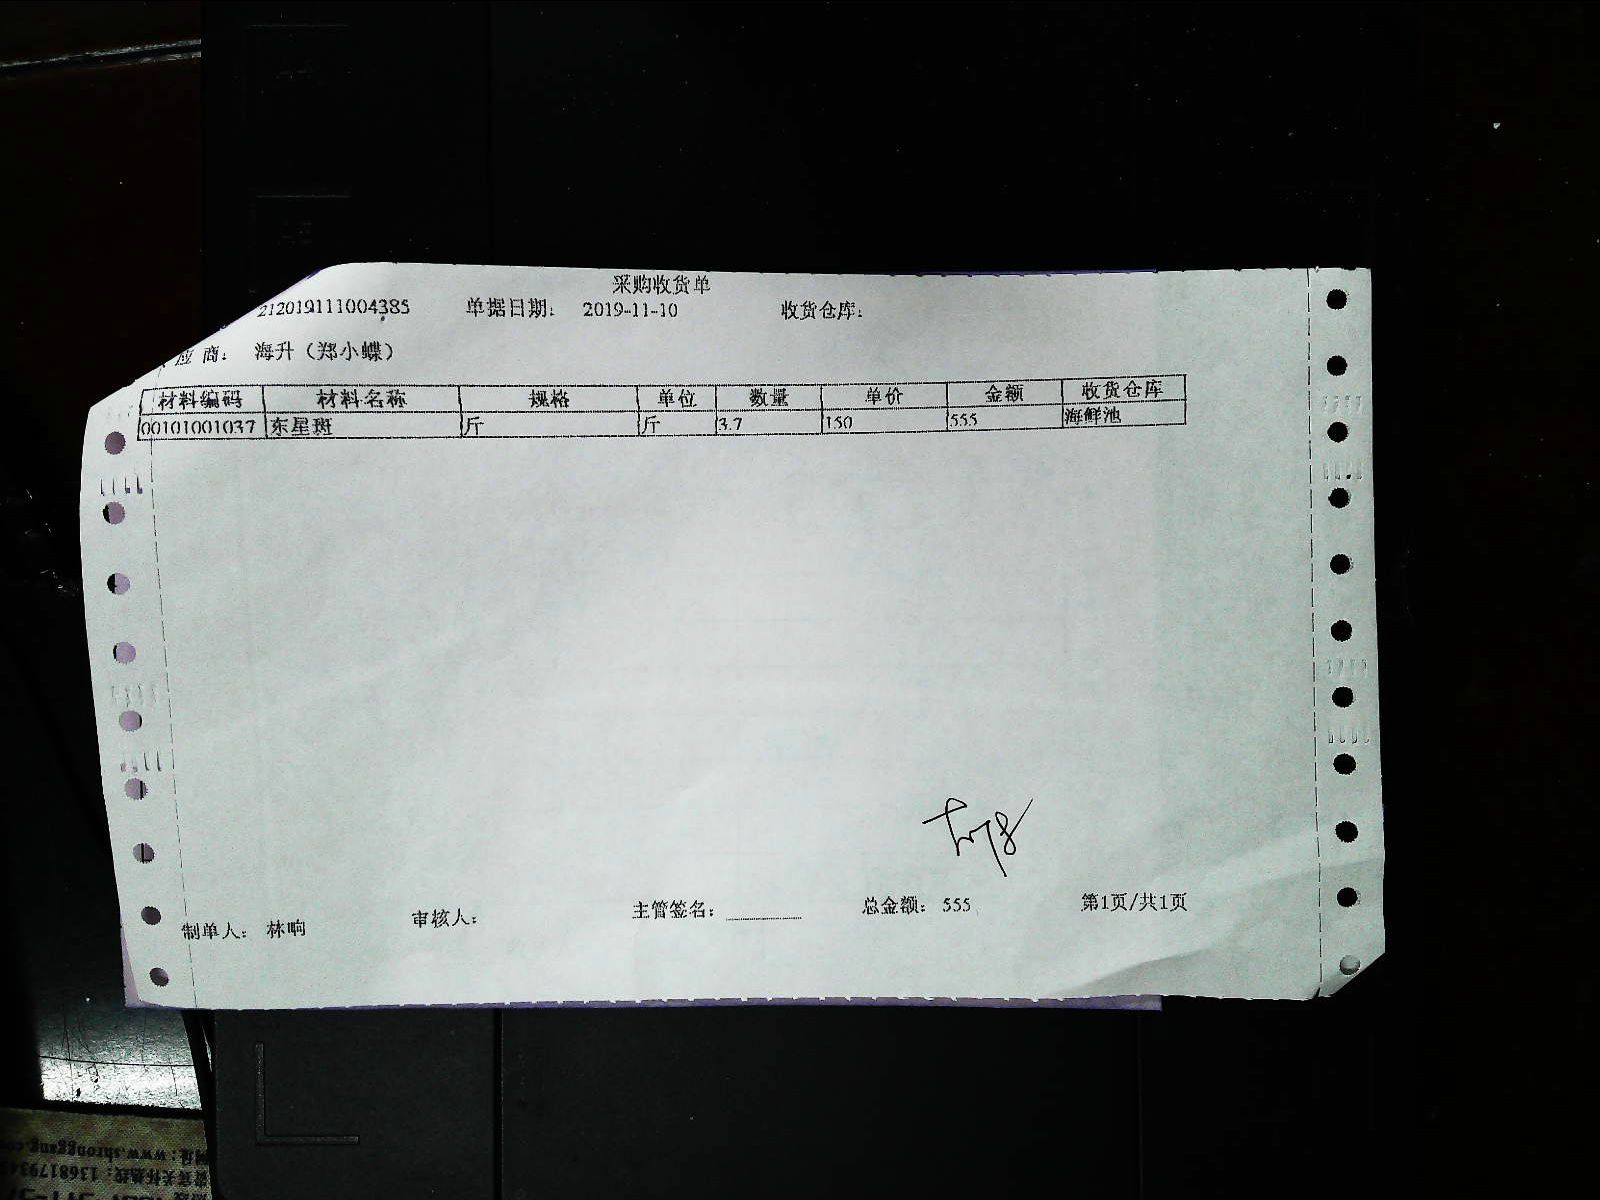 采购收货单
212019111004385 单据日期: 2019-11-10 收货仓库:
应商: 海升(郑小蝶)
材料编码 材料名称 规格 单位 数量 单价 金额 收货仓库
00101001037 东星斑 斤 斤 3.7 150 555 海鲜池
制单人: 林响 审核人: 主管签名: 总金额: 555 第1页/共1页